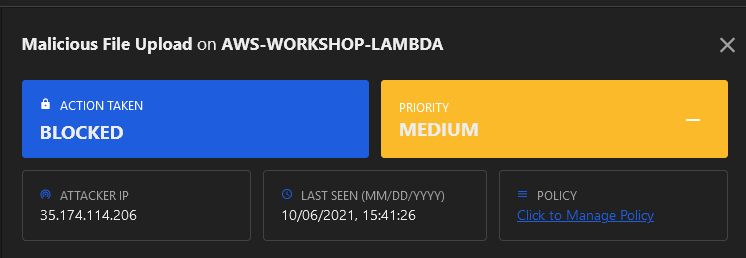 Malicious File Upload on AWS-WORKSHOP-LAMBDA
ACTION TAKEN
BLOCKED
PRIORITY
MEDIUM
ATTACKER IP
35.174.114.206
LAST SEEN (MM/DD/YYYY)
10/06/2021, 15:41:26
POLICY
Click to Manage Policy